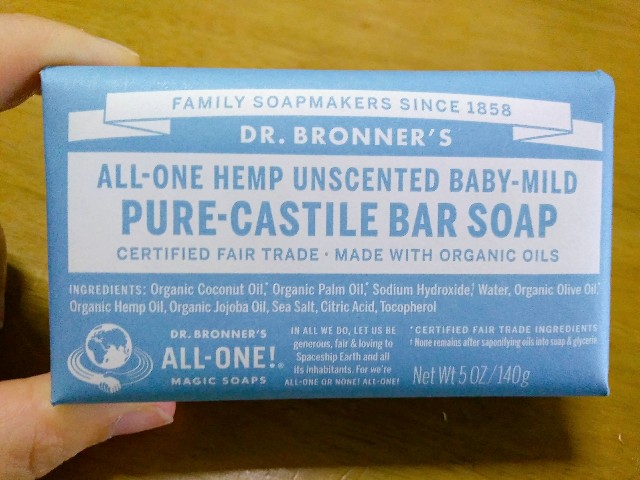 FAMILY SOAPMAKERS SINCE 1858
DR. BRONNER'S
ALL-ONE HEMP UNSCENTED BABY-MILD
PURE-CASTILE BAR SOAP
CERTIFIED FAIR TRADE · MADE WITH ORGANIC OILS
INGREDIENTS: Organic Coconut Oil,* Organic Palm Oil,* Sodium Hydroxide,† Water, Organic Olive Oil,*
Organic Hemp Oil, Organic Jojoba Oil, Sea Salt, Citric Acid, Tocopherol
DR. BRONNER'S
ALL-ONE!®
MAGIC SOAPS
IN ALL WE DO, LET US BE
generous, fair & loving to
Spaceship Earth and all
its inhabitants. For we're
ALL-ONE OR NONE! ALL-ONE!
*CERTIFIED FAIR TRADE INGREDIENTS
† None remains after saponifying oils into soap & glycerin
Net Wt 5 OZ/140g